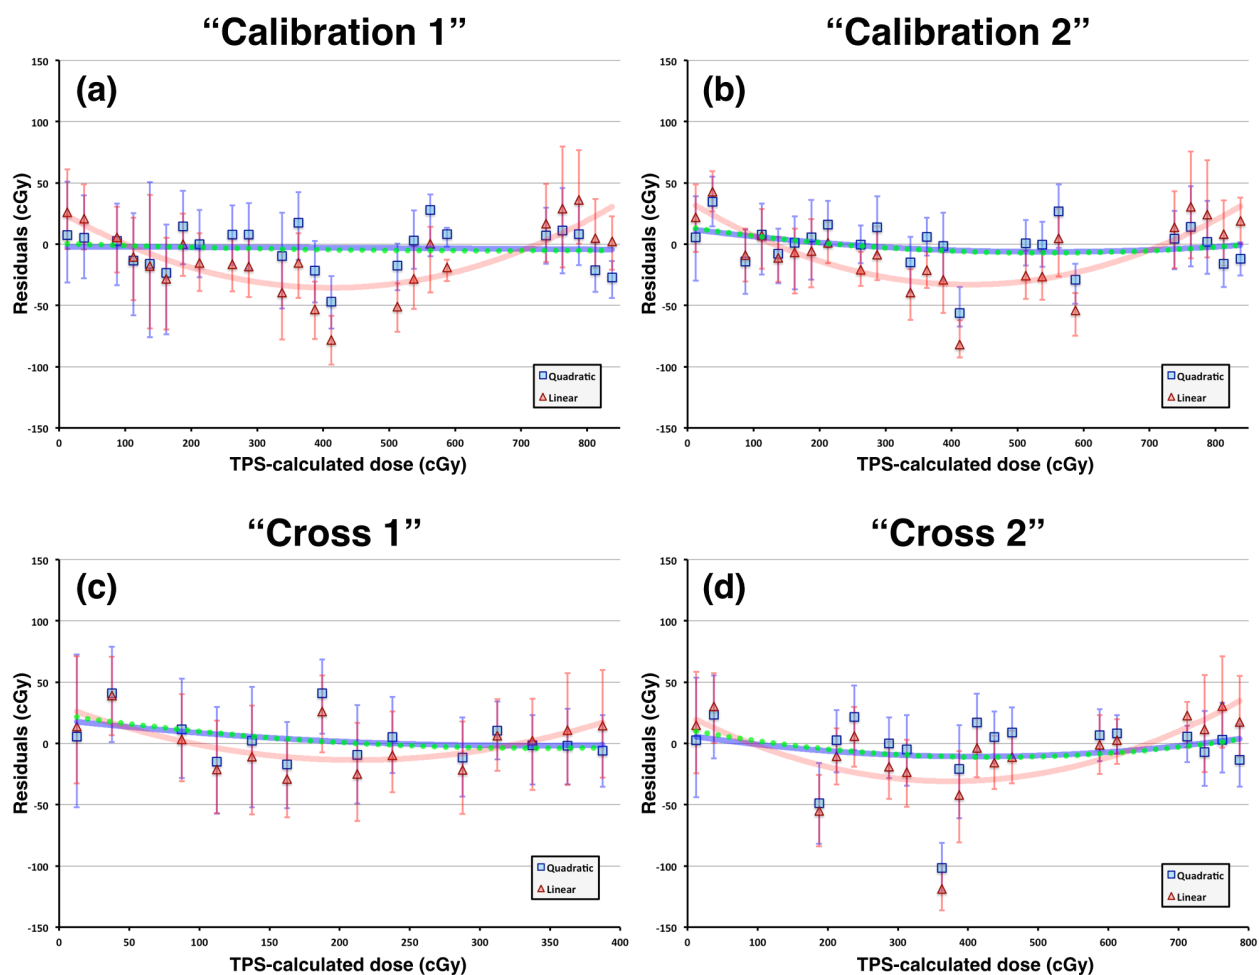 “Calibration 1”
(a)
150
100
50
0
-50
-100
-150
Residuals (cGy)
Quadratic
Linear
0 100 200 300 400 500 600 700 800
TPS-calculated dose (cGy)
“Calibration 2”
(b)
150
100
50
0
-50
-100
-150
Residuals (cGy)
Quadratic
Linear
0 100 200 300 400 500 600 700 800
TPS-calculated dose (cGy)
“Cross 1”
(c)
150
100
50
0
-50
-100
-150
Residuals (cGy)
Quadratic
Linear
0 50 100 150 200 250 300 350 400
TPS-calculated dose (cGy)
“Cross 2”
(d)
150
100
50
0
-50
-100
-150
Residuals (cGy)
Quadratic
Linear
0 100 200 300 400 500 600 700 800
TPS-calculated dose (cGy)